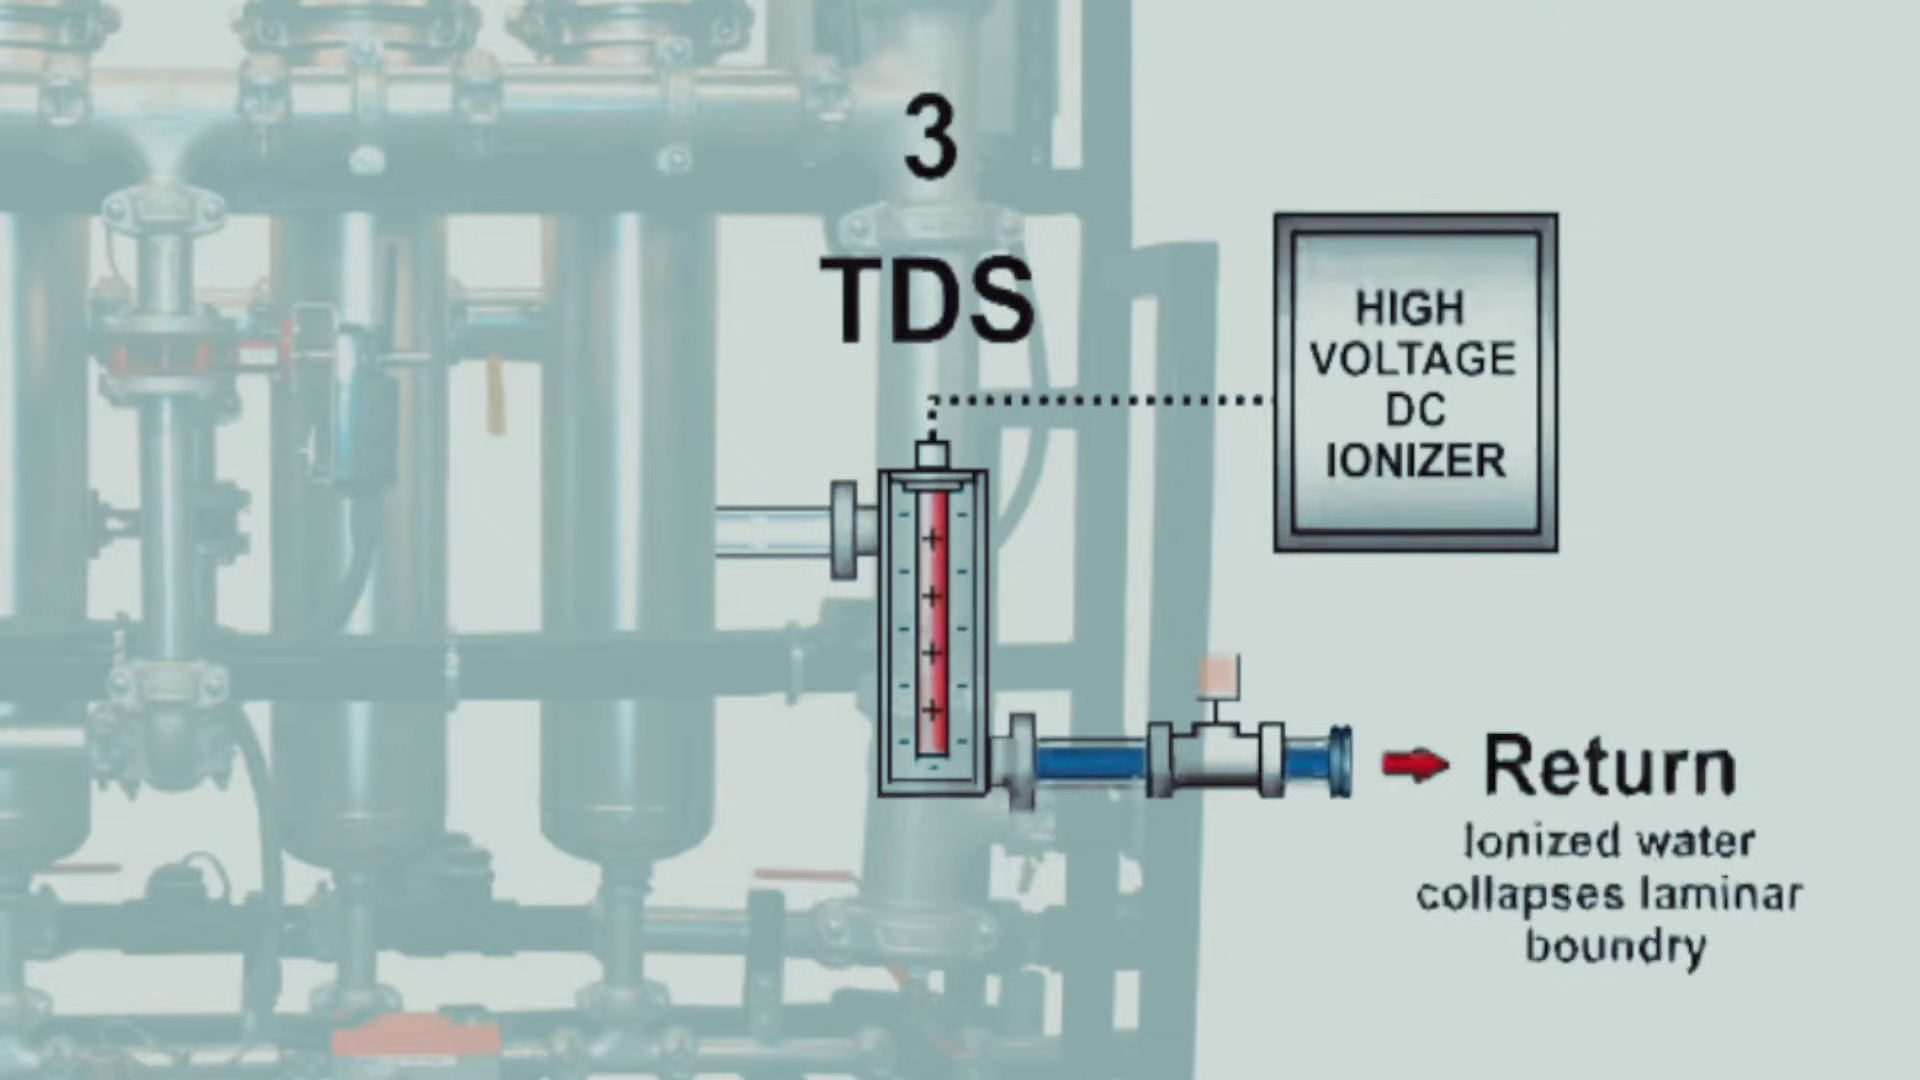 3
TDS
HIGH
VOLTAGE
DC
IONIZER
Return
Ionized water
collapses laminar
boundry